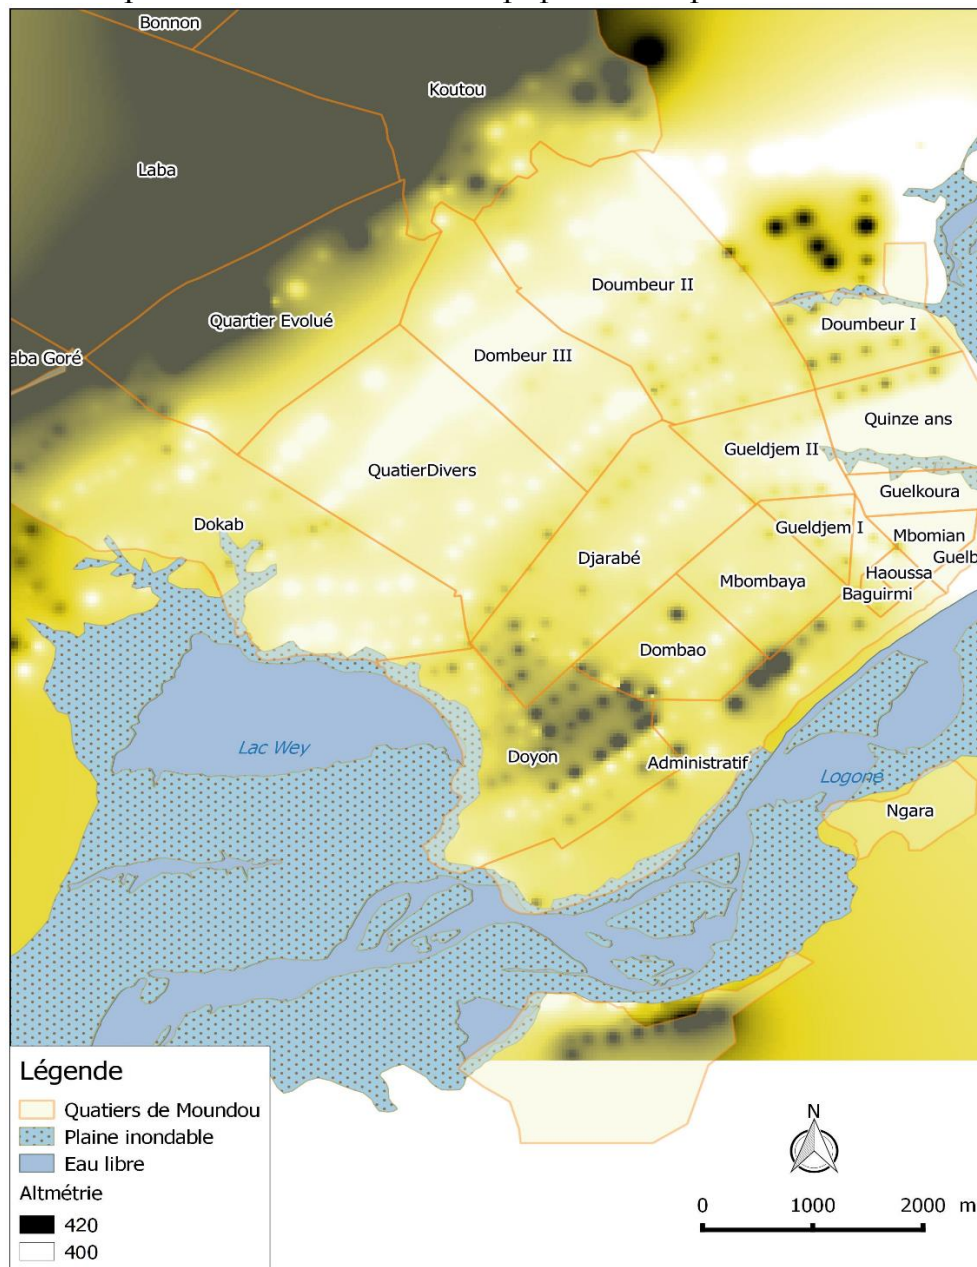 Bonnon
Koutou
Laba
Doumbeur II
Quartier Evolué
Doumbeur I
Dombeur III
aba Goré
Quinze ans
Gueldjem II
QuatierDivers
Guelkoura
Dokab
Gueldjem I
Mbomian
Djarabé
Guelb
Haoussa
Mbombaya
Baguirmi
Dombao
Lac Wey
Doyon
Administratif
Logone
Ngara
Légende
Quatiers de Moundou
Plaine inondable
Eau libre
Altmétrie
420
400
N
0 1000 2000 m